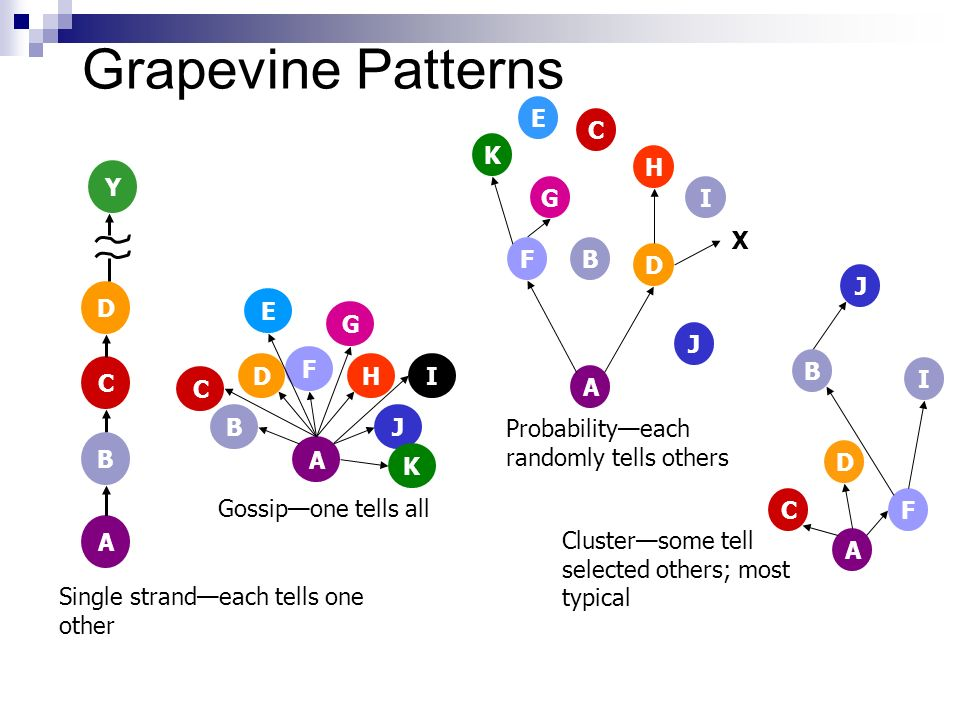 Grapevine Patterns
Y
D
C
B
A
Single strand—each tells one
other
E
G
F
D
H
I
C
B
J
A
K
Gossip—one tells all
E
C
K
H
G
I
X
F
B
D
J
A
Probability—each
randomly tells others
J
B
I
D
C
F
A
Cluster—some tell
selected others; most
typical